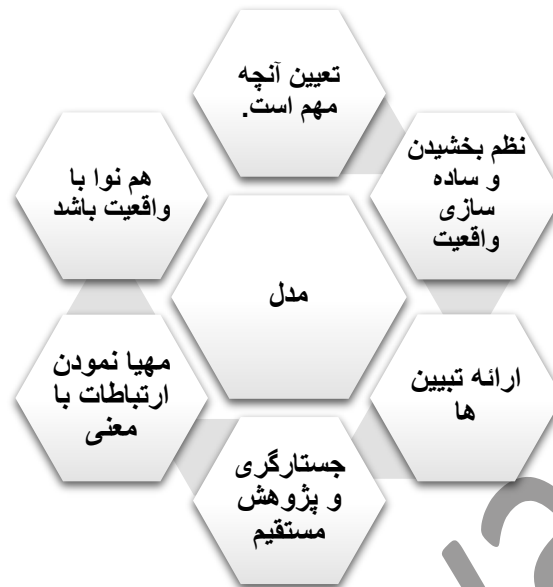 تعیین آنچه
مهم است.
نظم بخشیدن
و ساده
سازی
واقعیت
ارائه تبیین
ها
جستارگری
و پژوهش
مستقیم
مهیا نمودن
ارتباطات با
معنی
هم نوا با
واقعیت باشد
مدل